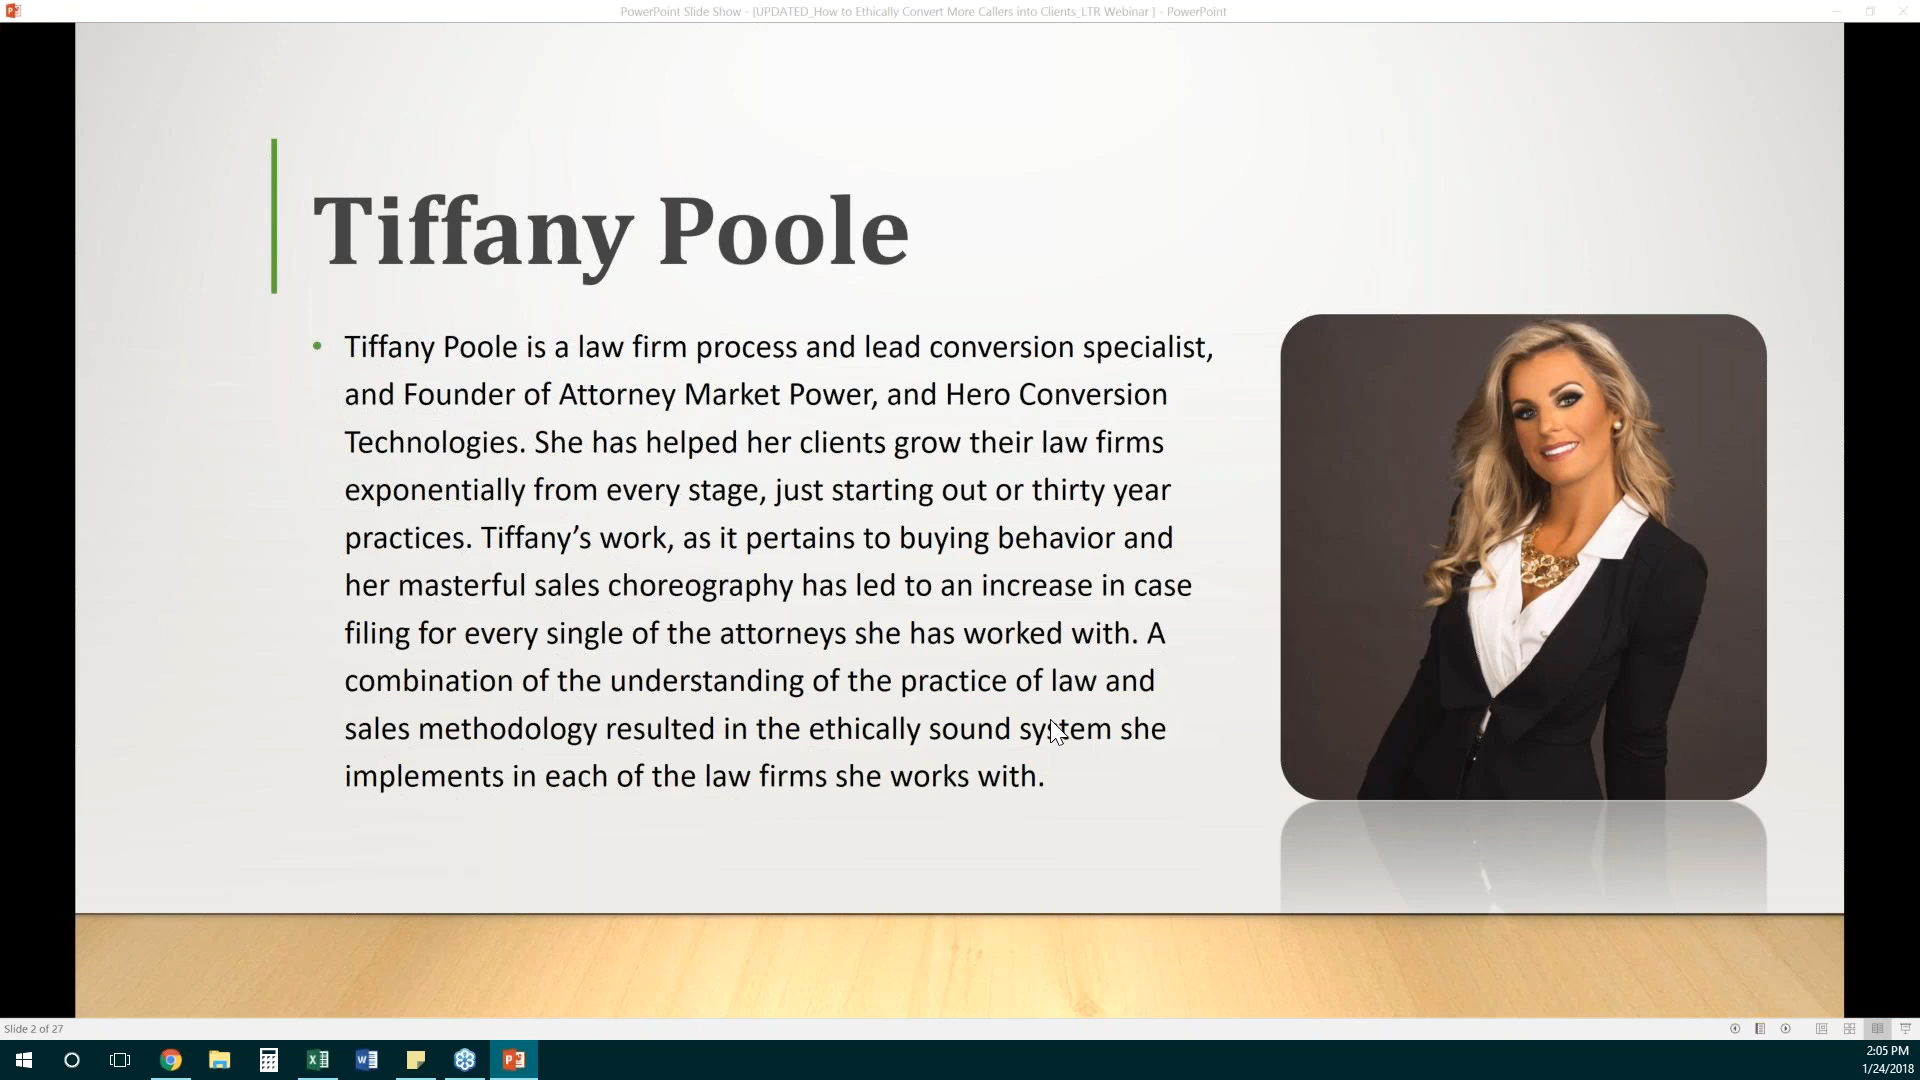 PowerPoint Slide Show - [UPDATED_How to Ethically Convert More Callers into Clients_LTR Webinar ] - PowerPoint
Tiffany Poole
• Tiffany Poole is a law firm process and lead conversion specialist,
and Founder of Attorney Market Power, and Hero Conversion
Technologies. She has helped her clients grow their law firms
exponentially from every stage, just starting out or thirty year
practices. Tiffany’s work, as it pertains to buying behavior and
her masterful sales choreography has led to an increase in case
filing for every single of the attorneys she has worked with. A
combination of the understanding of the practice of law and
sales methodology resulted in the ethically sound system she
implements in each of the law firms she works with.
Slide 2 of 27
2:05 PM
1/24/2018